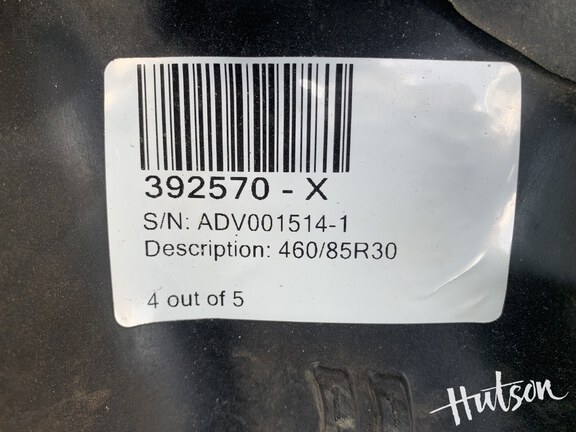 392570 - X
S/N: ADV001514-1
Description: 460/85R30
4 out of 5
Hutson